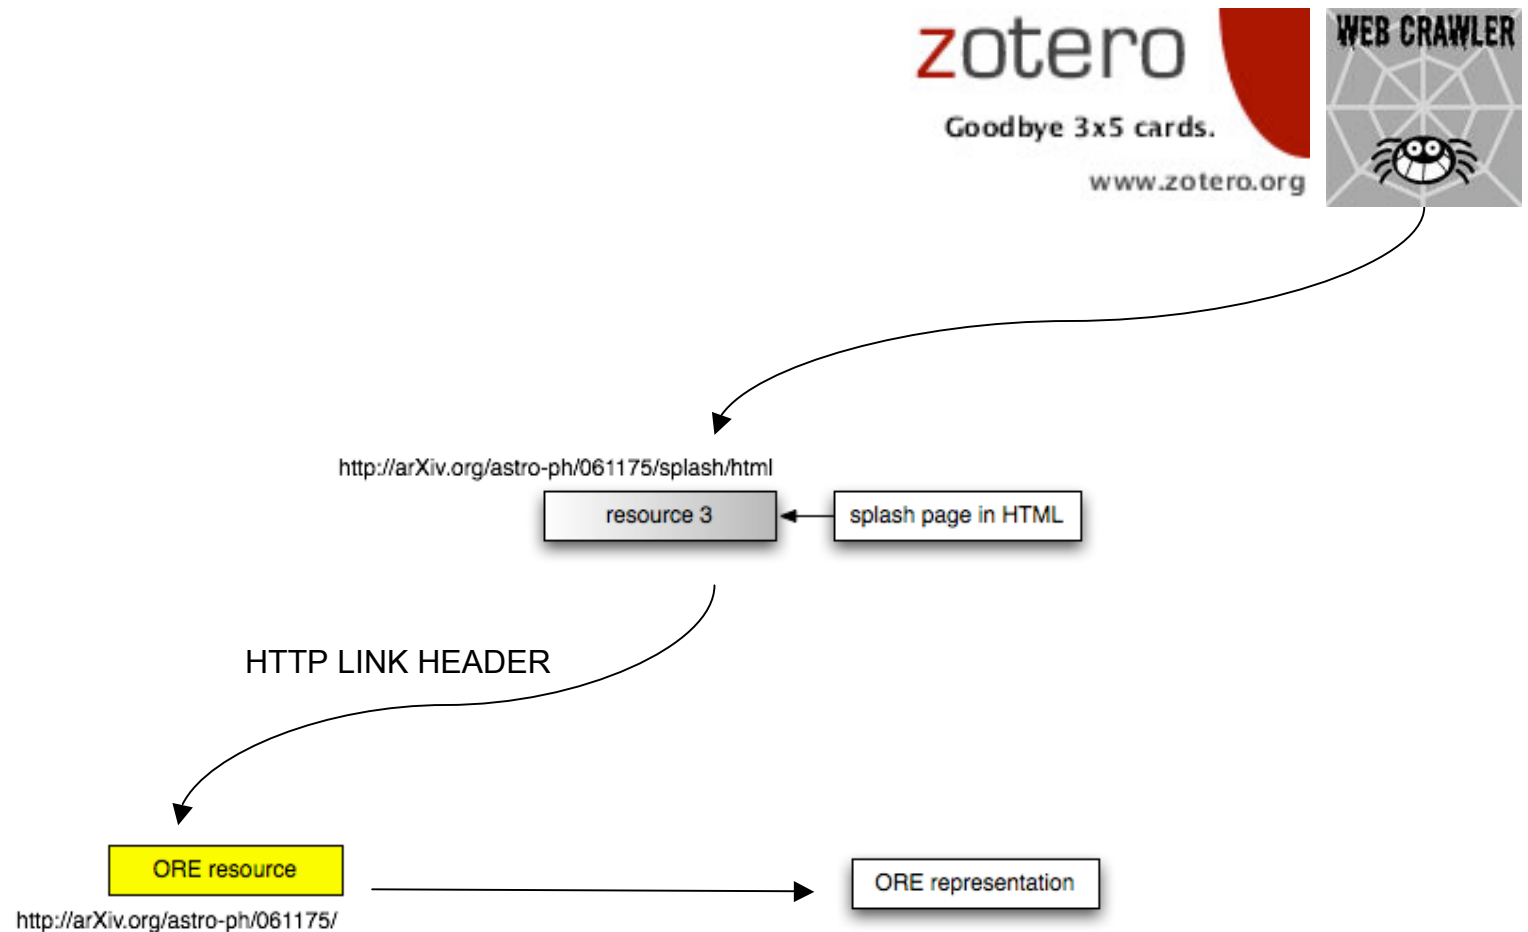 zotero
WEB CRAWLER
Goodbye 3x5 cards.
www.zotero.org
http://arXiv.org/astro-ph/061175/splash/html
resource 3
splash page in HTML
HTTP LINK HEADER
ORE resource
ORE representation
http://arXiv.org/astro-ph/061175/